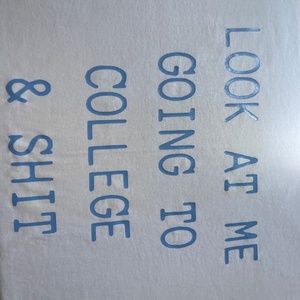 LOOK AT ME
GOING TO
COLLEGE
& SHIT